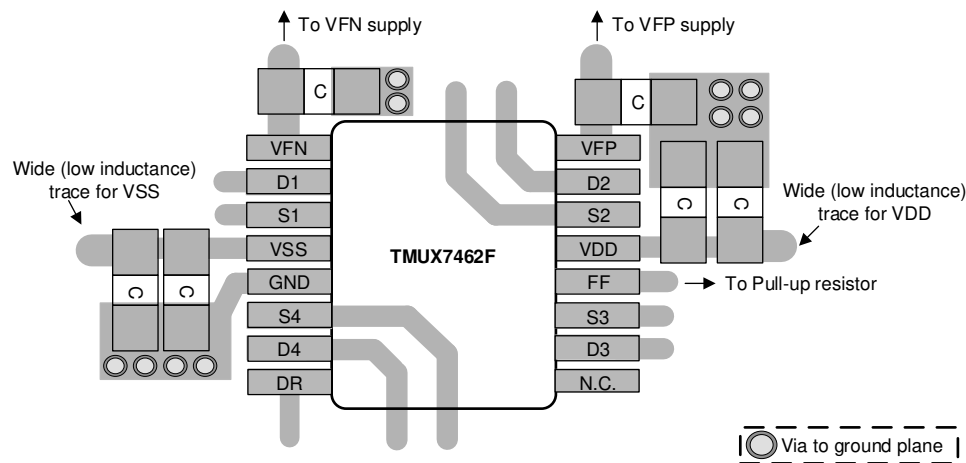 To VFN supply
To VFP supply
C
C
VFN
VFP
Wide (low inductance)
trace for VSS
D1
D2
Wide (low inductance)
trace for VDD
S1
S2
C
C
VSS
TMUX7462F
VDD
GND
FF
To Pull-up resistor
C
C
S4
S3
D4
D3
DR
N.C.
Via to ground plane